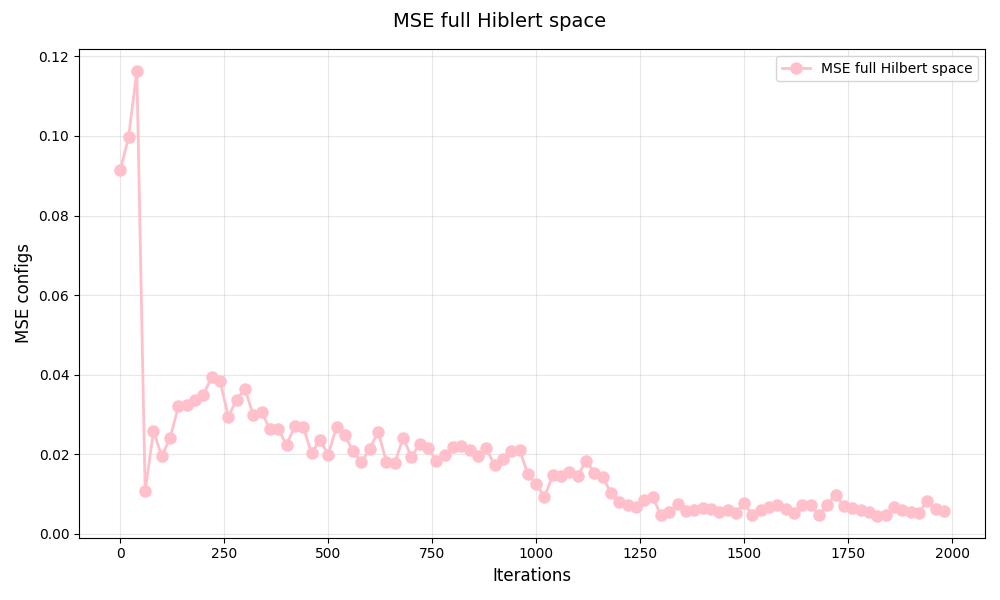 MSE full Hiblert space
MSE full Hilbert space
0.12
0.10
0.08
0.06
0.04
0.02
0.00
MSE configs
0 250 500 750 1000 1250 1500 1750 2000
Iterations